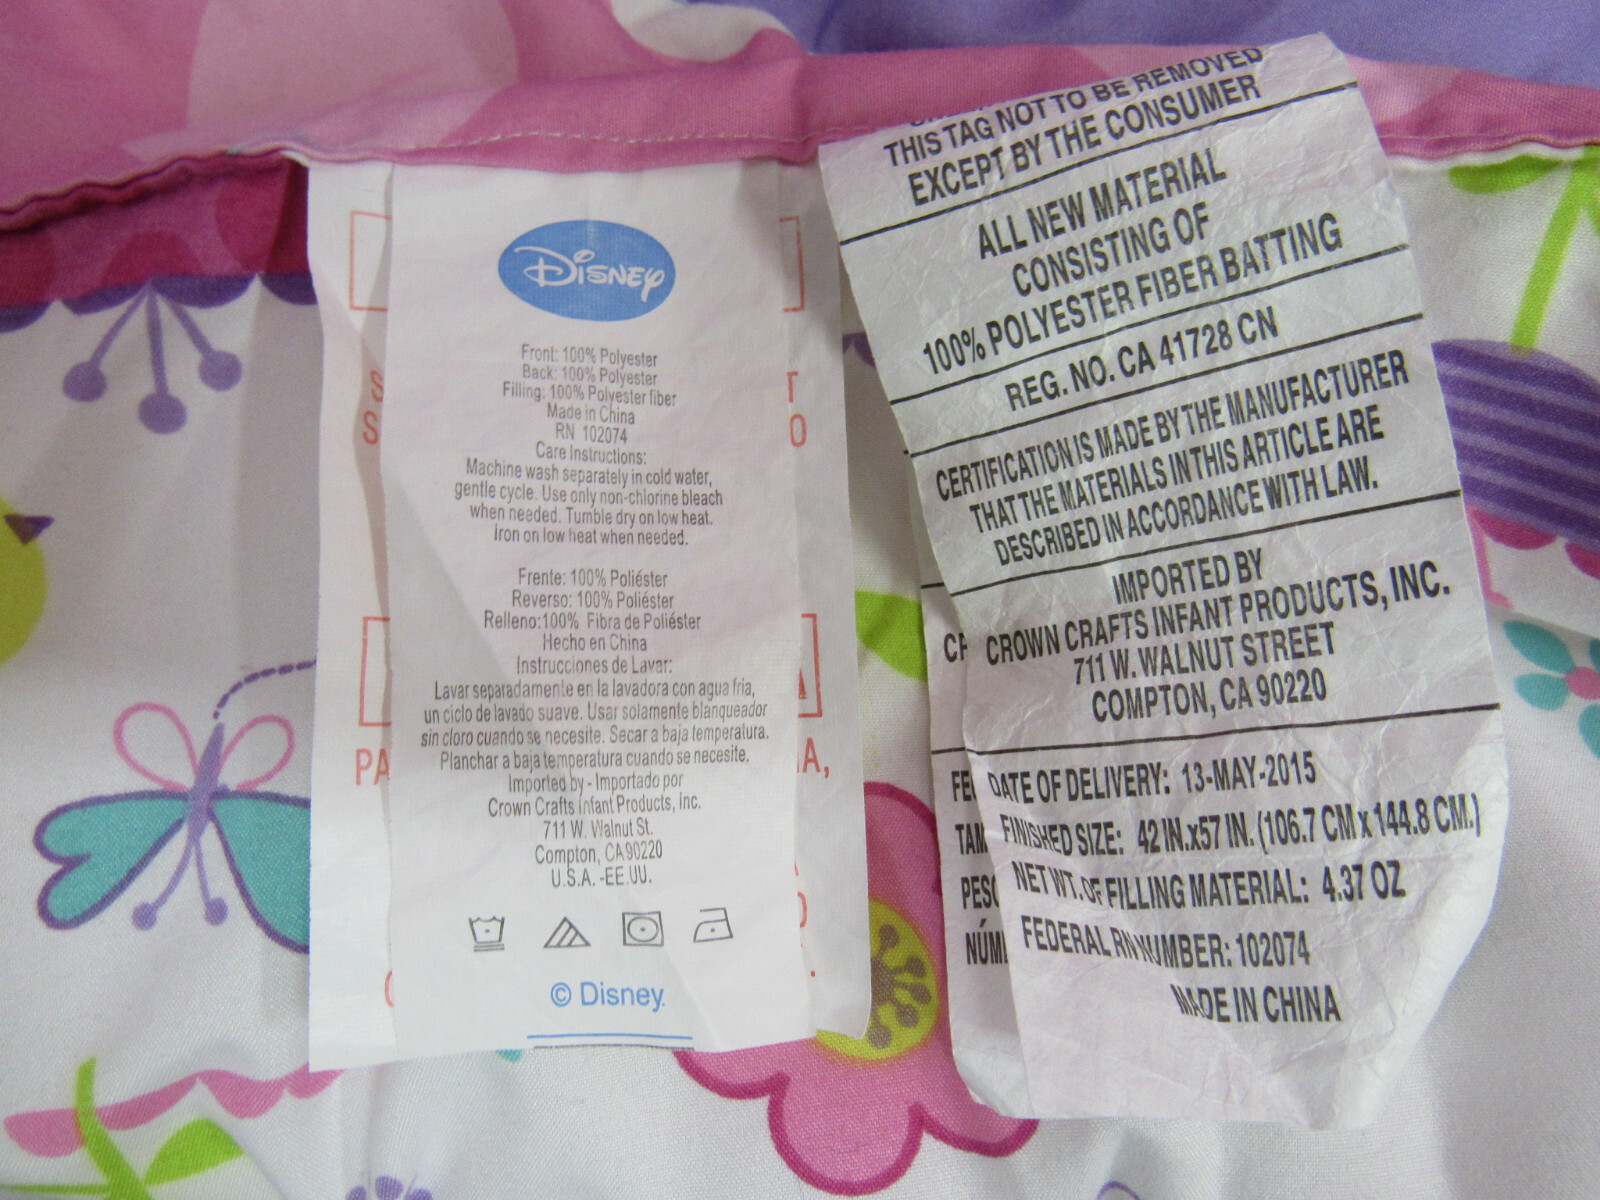 Disney
Front: 100% Polyester
Back: 100% Polyester
Filling: 100% Polyester fiber
Made in China
RN 102074
Care Instructions:
Machine wash separately in cold water,
gentle cycle. Use only non-chlorine bleach
when needed. Tumble dry on low heat.
Iron on low heat when needed.
Frente: 100% Poliéster
Reverso: 100% Poliéster
Relleno:100% Fibra de Poliéster
Hecho en China
Instrucciones de Lavar:
Lavar separadamente en la lavadora con agua fria,
un ciclo de lavado suave. Usar solamente blanqueador
sin cloro cuando se necesite. Secar a baja temperatura.
Planchar a baja temperatura cuando se necesite.
Imported by - Importado por
Crown Crafts Infant Products, Inc.
711 W. Walnut St.
Compton, CA 90220
U.S.A. -EE.UU.
© Disney.
THIS TAG NOT TO BE REMOVED
EXCEPT BY THE CONSUMER
ALL NEW MATERIAL
CONSISTING OF
100% POLYESTER FIBER BATTING
REG. NO. CA 41728 CN
CERTIFICATION IS MADE BY THE MANUFACTURER
THAT THE MATERIALS IN THIS ARTICLE ARE
DESCRIBED IN ACCORDANCE WITH LAW.
IMPORTED BY
CROWN CRAFTS INFANT PRODUCTS, INC.
711 W. WALNUT STREET
COMPTON, CA 90220
DATE OF DELIVERY: 13-MAY-2015
FINISHED SIZE: 42 IN.x57 IN. (106.7 CM x 144.8 CM.)
NET WT. OF FILLING MATERIAL: 4.37 OZ
FEDERAL RN NUMBER: 102074
MADE IN CHINA